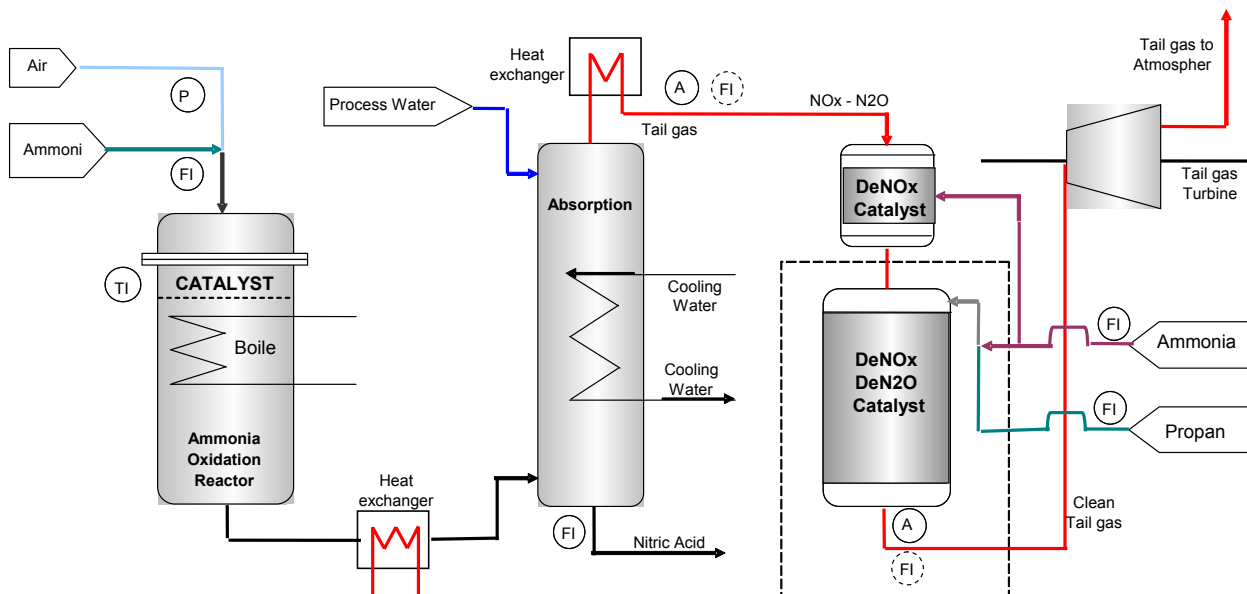 Air
P
Ammoni
FI
TI
CATALYST
Boile
Ammonia
Oxidation
Reactor
Heat
exchanger
Process Water
Heat
exchanger
Tail gas
A
FI
NOx - N2O
Absorption
Cooling
Water
Cooling
Water
FI
Nitric Acid
DeNOx
Catalyst
DeNOx
DeN2O
Catalyst
A
FI
Tail gas to
Atmospher
Tail gas
Turbine
FI
Ammonia
FI
Propan
Clean
Tail gas